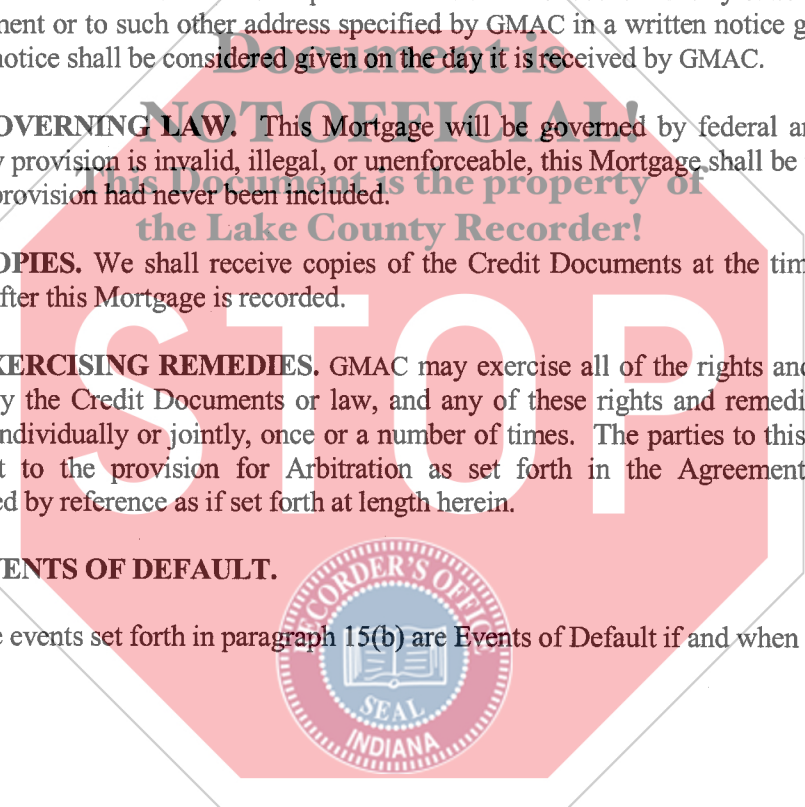 nent or to such other address specified by GMAC in a written notice g
notice shall be considered given on the day it is received by GMAC.
Document is
NOT OFFICIAL!
OVERNING LAW. This Mortgage will be governed by federal an
y provision is invalid, illegal, or unenforceable, this Mortgage shall be
This Document is the property of
provision had never been included.
the Lake County Recorder!
OPIES. We shall receive copies of the Credit Documents at the tim
fter this Mortgage is recorded.
STOP
XERCISING REMEDIES. GMAC may exercise all of the rights and
y the Credit Documents or law, and any of these rights and remedi
individually or jointly, once or a number of times. The parties to this
t to the provision for Arbitration as set forth in the Agreement
ed by reference as if set forth at length herein.
VENTS OF DEFAULT.
e events set forth in paragraph 15(b) are Events of Default if and when
RECORDER'S OFFICE
SEAL
INDIANA